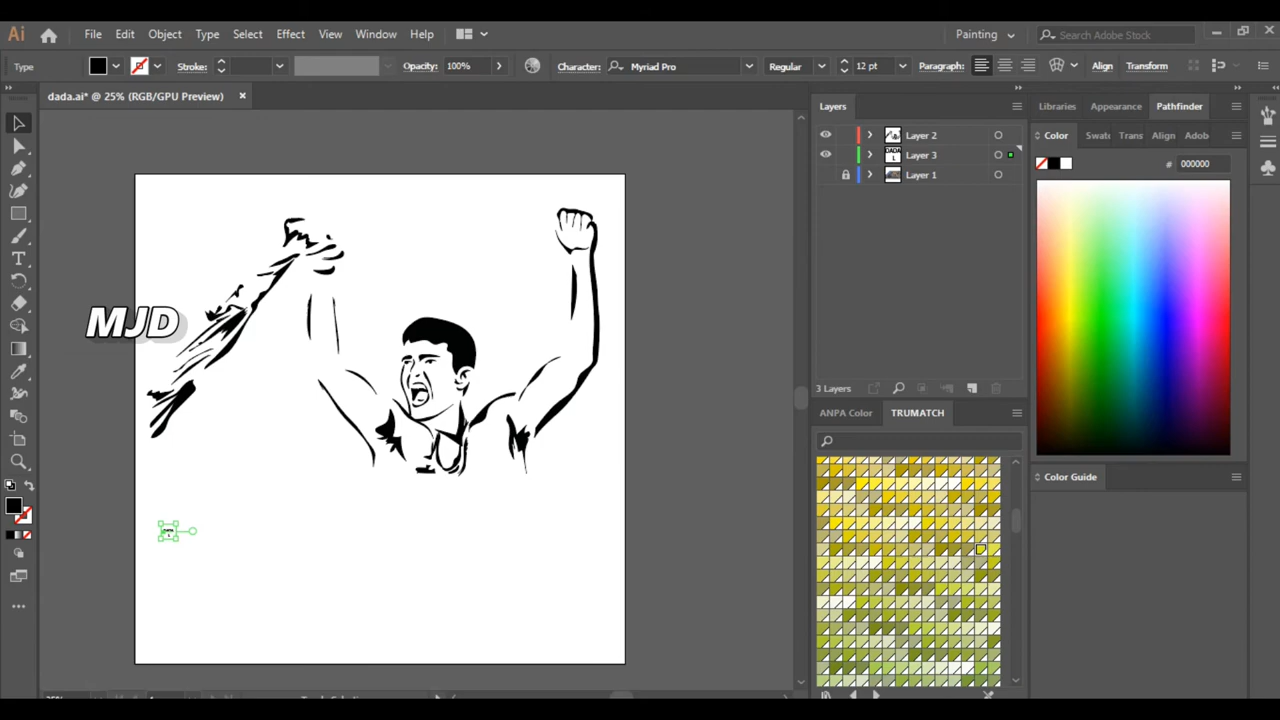 Ai File Edit Object Type Select Effect View Window Help Painting Search Adobe Stock
Type Stroke: Opacity: 100% Character: Myriad Pro Regular 12 pt Paragraph: Align Transform
dada.ai* @ 25% (RGB/GPU Preview)
Layers
Layer 2
Layer 3
Layer 1
3 Layers
Libraries Appearance Pathfinder
Color Swatc Trans Align Adob
# 000000
MJD
ANPA Color TRUMATCH
Color Guide